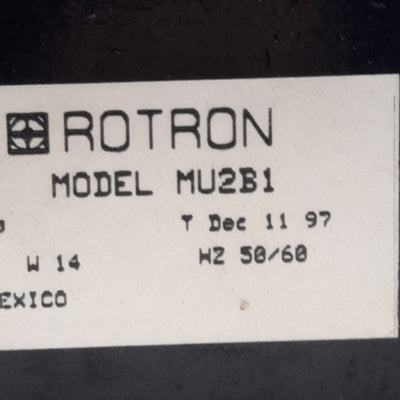 ROTRON
MODEL MU2B1
T Dec 11 97
W 14 HZ 50/60
EXICO